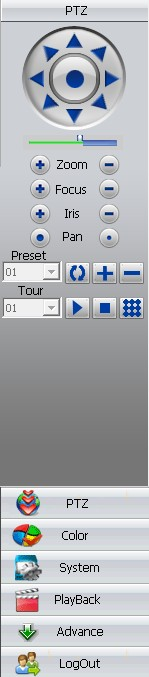 PTZ
Zoom
Focus
Iris
Pan
Preset
01
Tour
01
PTZ
Color
System
PlayBack
Advance
LogOut